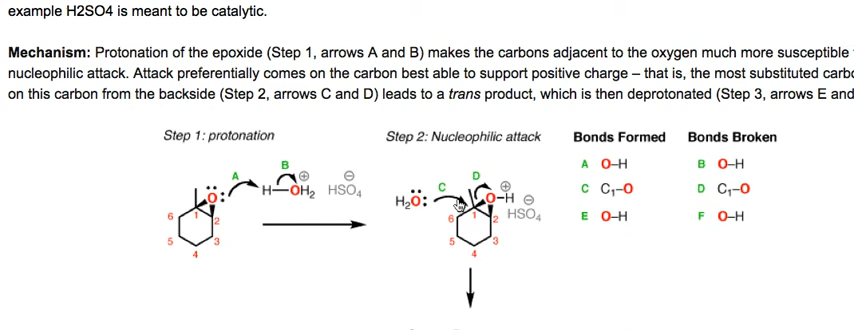 example H2SO4 is meant to be catalytic.
Mechanism: Protonation of the epoxide (Step 1, arrows A and B) makes the carbons adjacent to the oxygen much more susceptible
nucleophilic attack. Attack preferentially comes on the carbon best able to support positive charge – that is, the most substituted
on this carbon from the backside (Step 2, arrows C and D) leads to a trans product, which is then deprotonated (Step 3, arrows E and
Step 1: protonation
Step 2: Nucleophilic attack
Bonds Formed
Bonds Broken
A O–H
B O–H
C C₁–O
D C₁–O
E O–H
F O–H
A
B
O:
H–OH₂
⊕
⊖
HSO₄
1
2
3
4
5
6
H₂O:
C
D
⊕
O–H
⊖
HSO₄
1
2
3
4
5
6